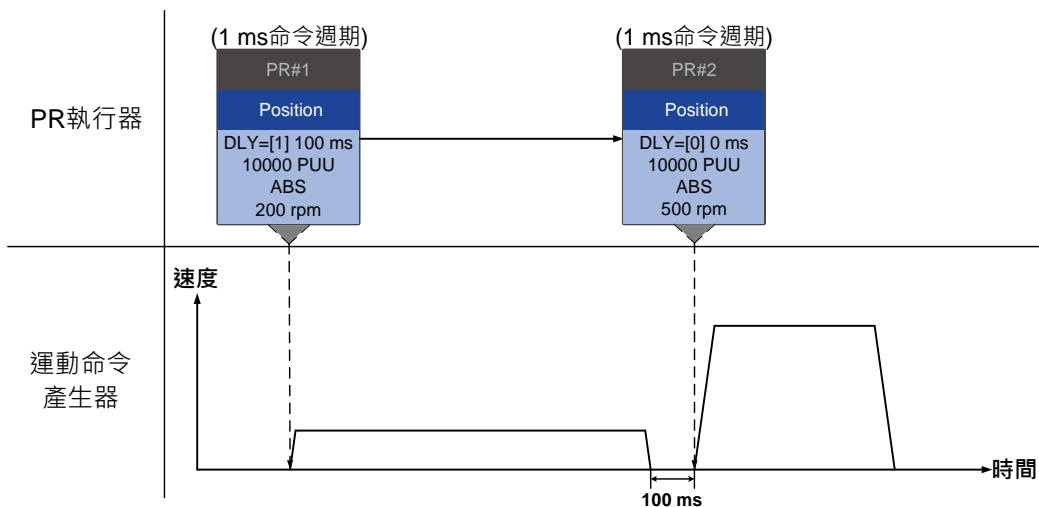 (1 ms命令週期)
(1 ms命令週期)
PR執行器
PR#1
Position
DLY=[1] 100 ms
10000 PUU
ABS
200 rpm
PR#2
Position
DLY=[0] 0 ms
10000 PUU
ABS
500 rpm
運動命令
產生器
速度
時間
100 ms